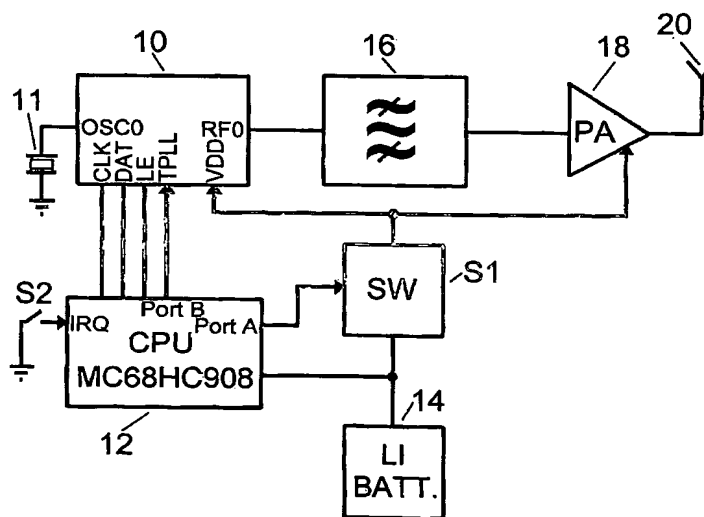 10
16
18
20
11
OSC0
RF0
PA
CLK
DAT
LE
TPLL
VDD
S2
IRQ
Port B
Port A
SW
S1
CPU
MC68HC908
12
14
LI
BATT.